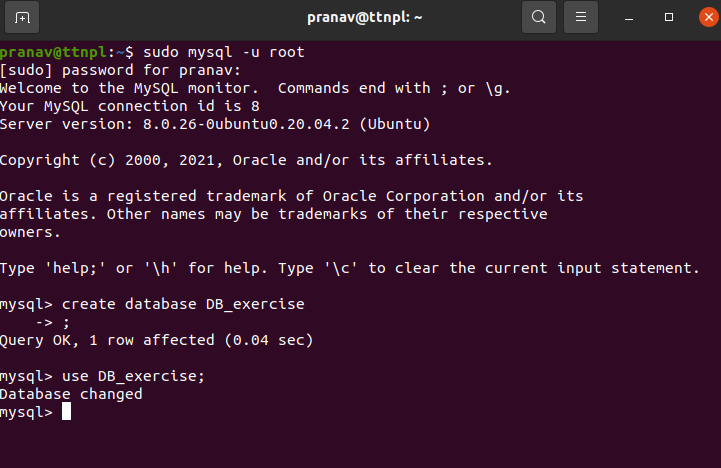 pranav@ttnpl: ~
pranav@ttnpl:~$ sudo mysql -u root
[sudo] password for pranav:
Welcome to the MySQL monitor.  Commands end with ; or \g.
Your MySQL connection id is 8
Server version: 8.0.26-0ubuntu0.20.04.2 (Ubuntu)

Copyright (c) 2000, 2021, Oracle and/or its affiliates.

Oracle is a registered trademark of Oracle Corporation and/or its
affiliates. Other names may be trademarks of their respective
owners.

Type 'help;' or '\h' for help. Type '\c' to clear the current input statement.

mysql> create database DB_exercise
    -> ;
Query OK, 1 row affected (0.04 sec)

mysql> use DB_exercise;
Database changed
mysql>